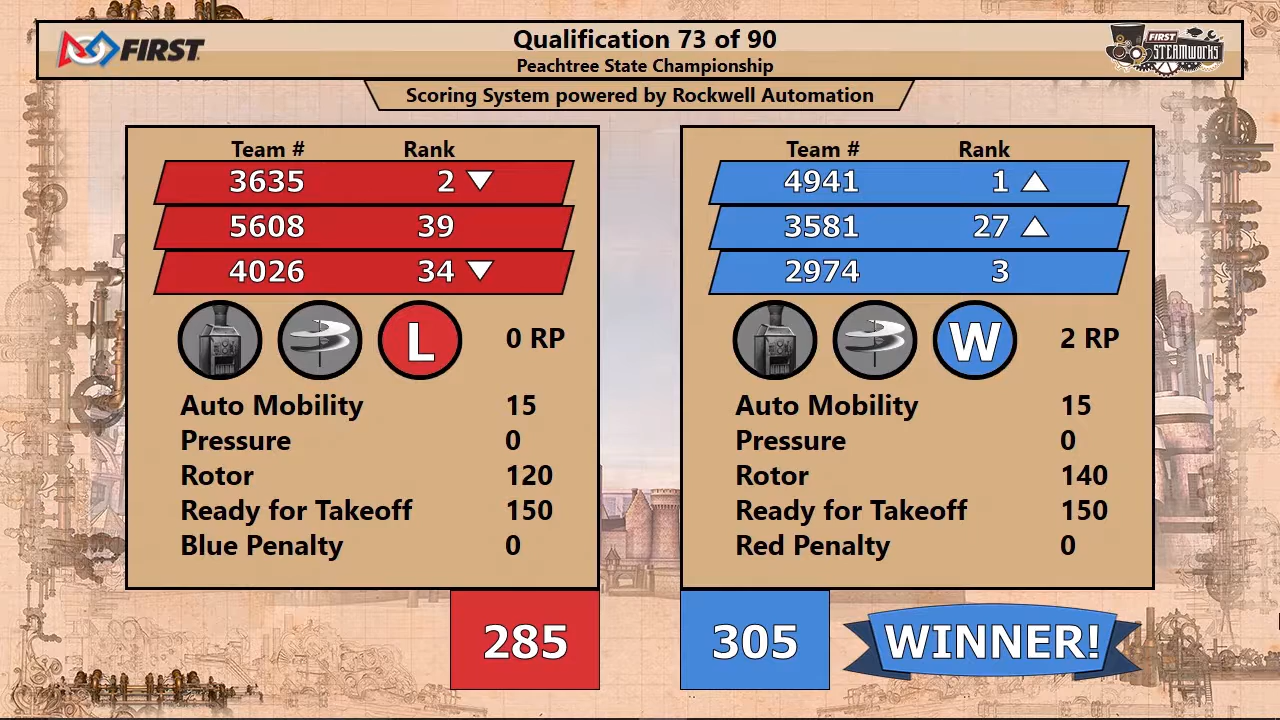 FIRST
Qualification 73 of 90
Peachtree State Championship
FIRST
STEAMWORKS
Scoring System powered by Rockwell Automation
Team # Rank
3635 2
5608 39
4026 34
L 0 RP
Auto Mobility 15
Pressure 0
Rotor 120
Ready for Takeoff 150
Blue Penalty 0
285
Team # Rank
4941 1
3581 27
2974 3
W 2 RP
Auto Mobility 15
Pressure 0
Rotor 140
Ready for Takeoff 150
Red Penalty 0
305
WINNER!